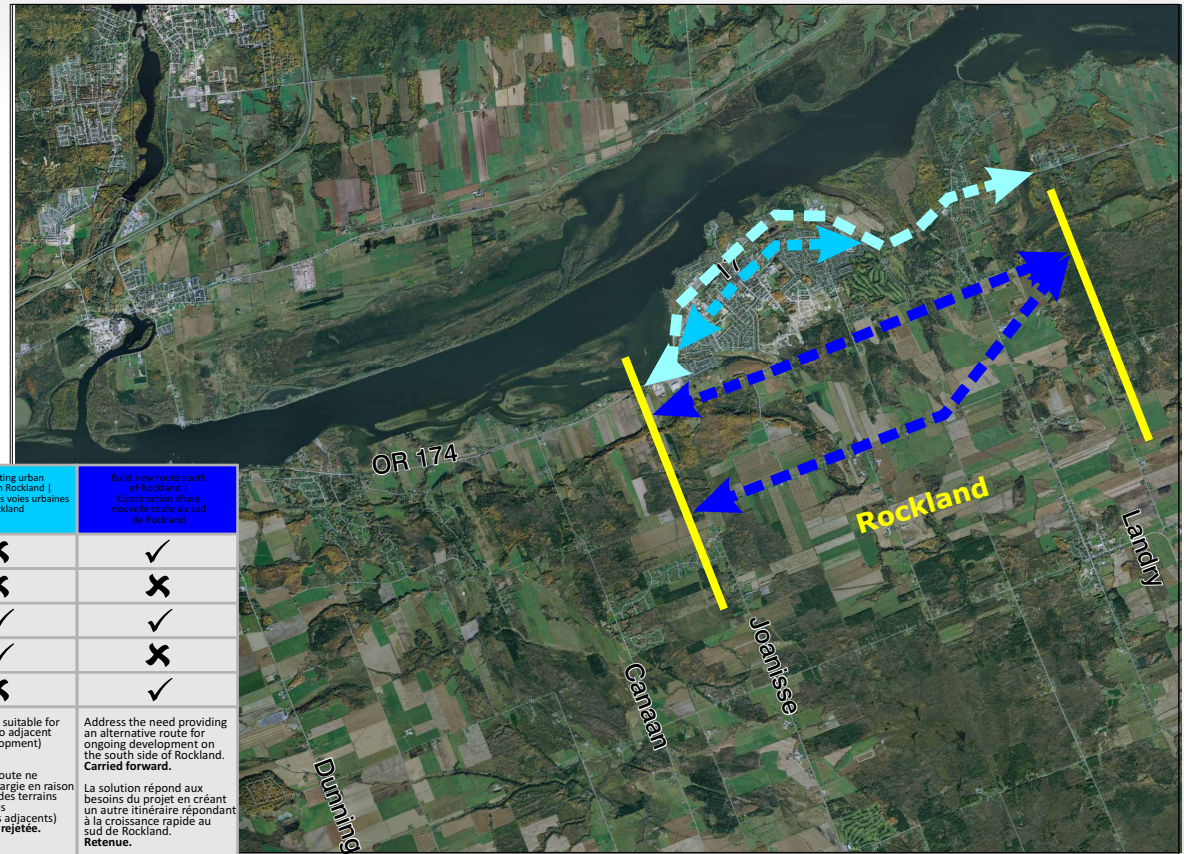 17
OR 174
Rockland
Landry
Joanisse
Canaan
Dunning
ting urban
n Rockland |
s voies urbaines
kland
Build new route south
of Rockland |
Construction d'une
nouvelle route au sud
de Rockland
suitable for
o adjacent
opment)
oute ne
argie en raison
des terrains
s
s adjacents)
rejetée.
Address the need providing
an alternative route for
ongoing development on
the south side of Rockland.
Carried forward.
La solution répond aux
besoins du projet en créant
un autre itinéraire répondant
à la croissance rapide au
sud de Rockland.
Retenue.